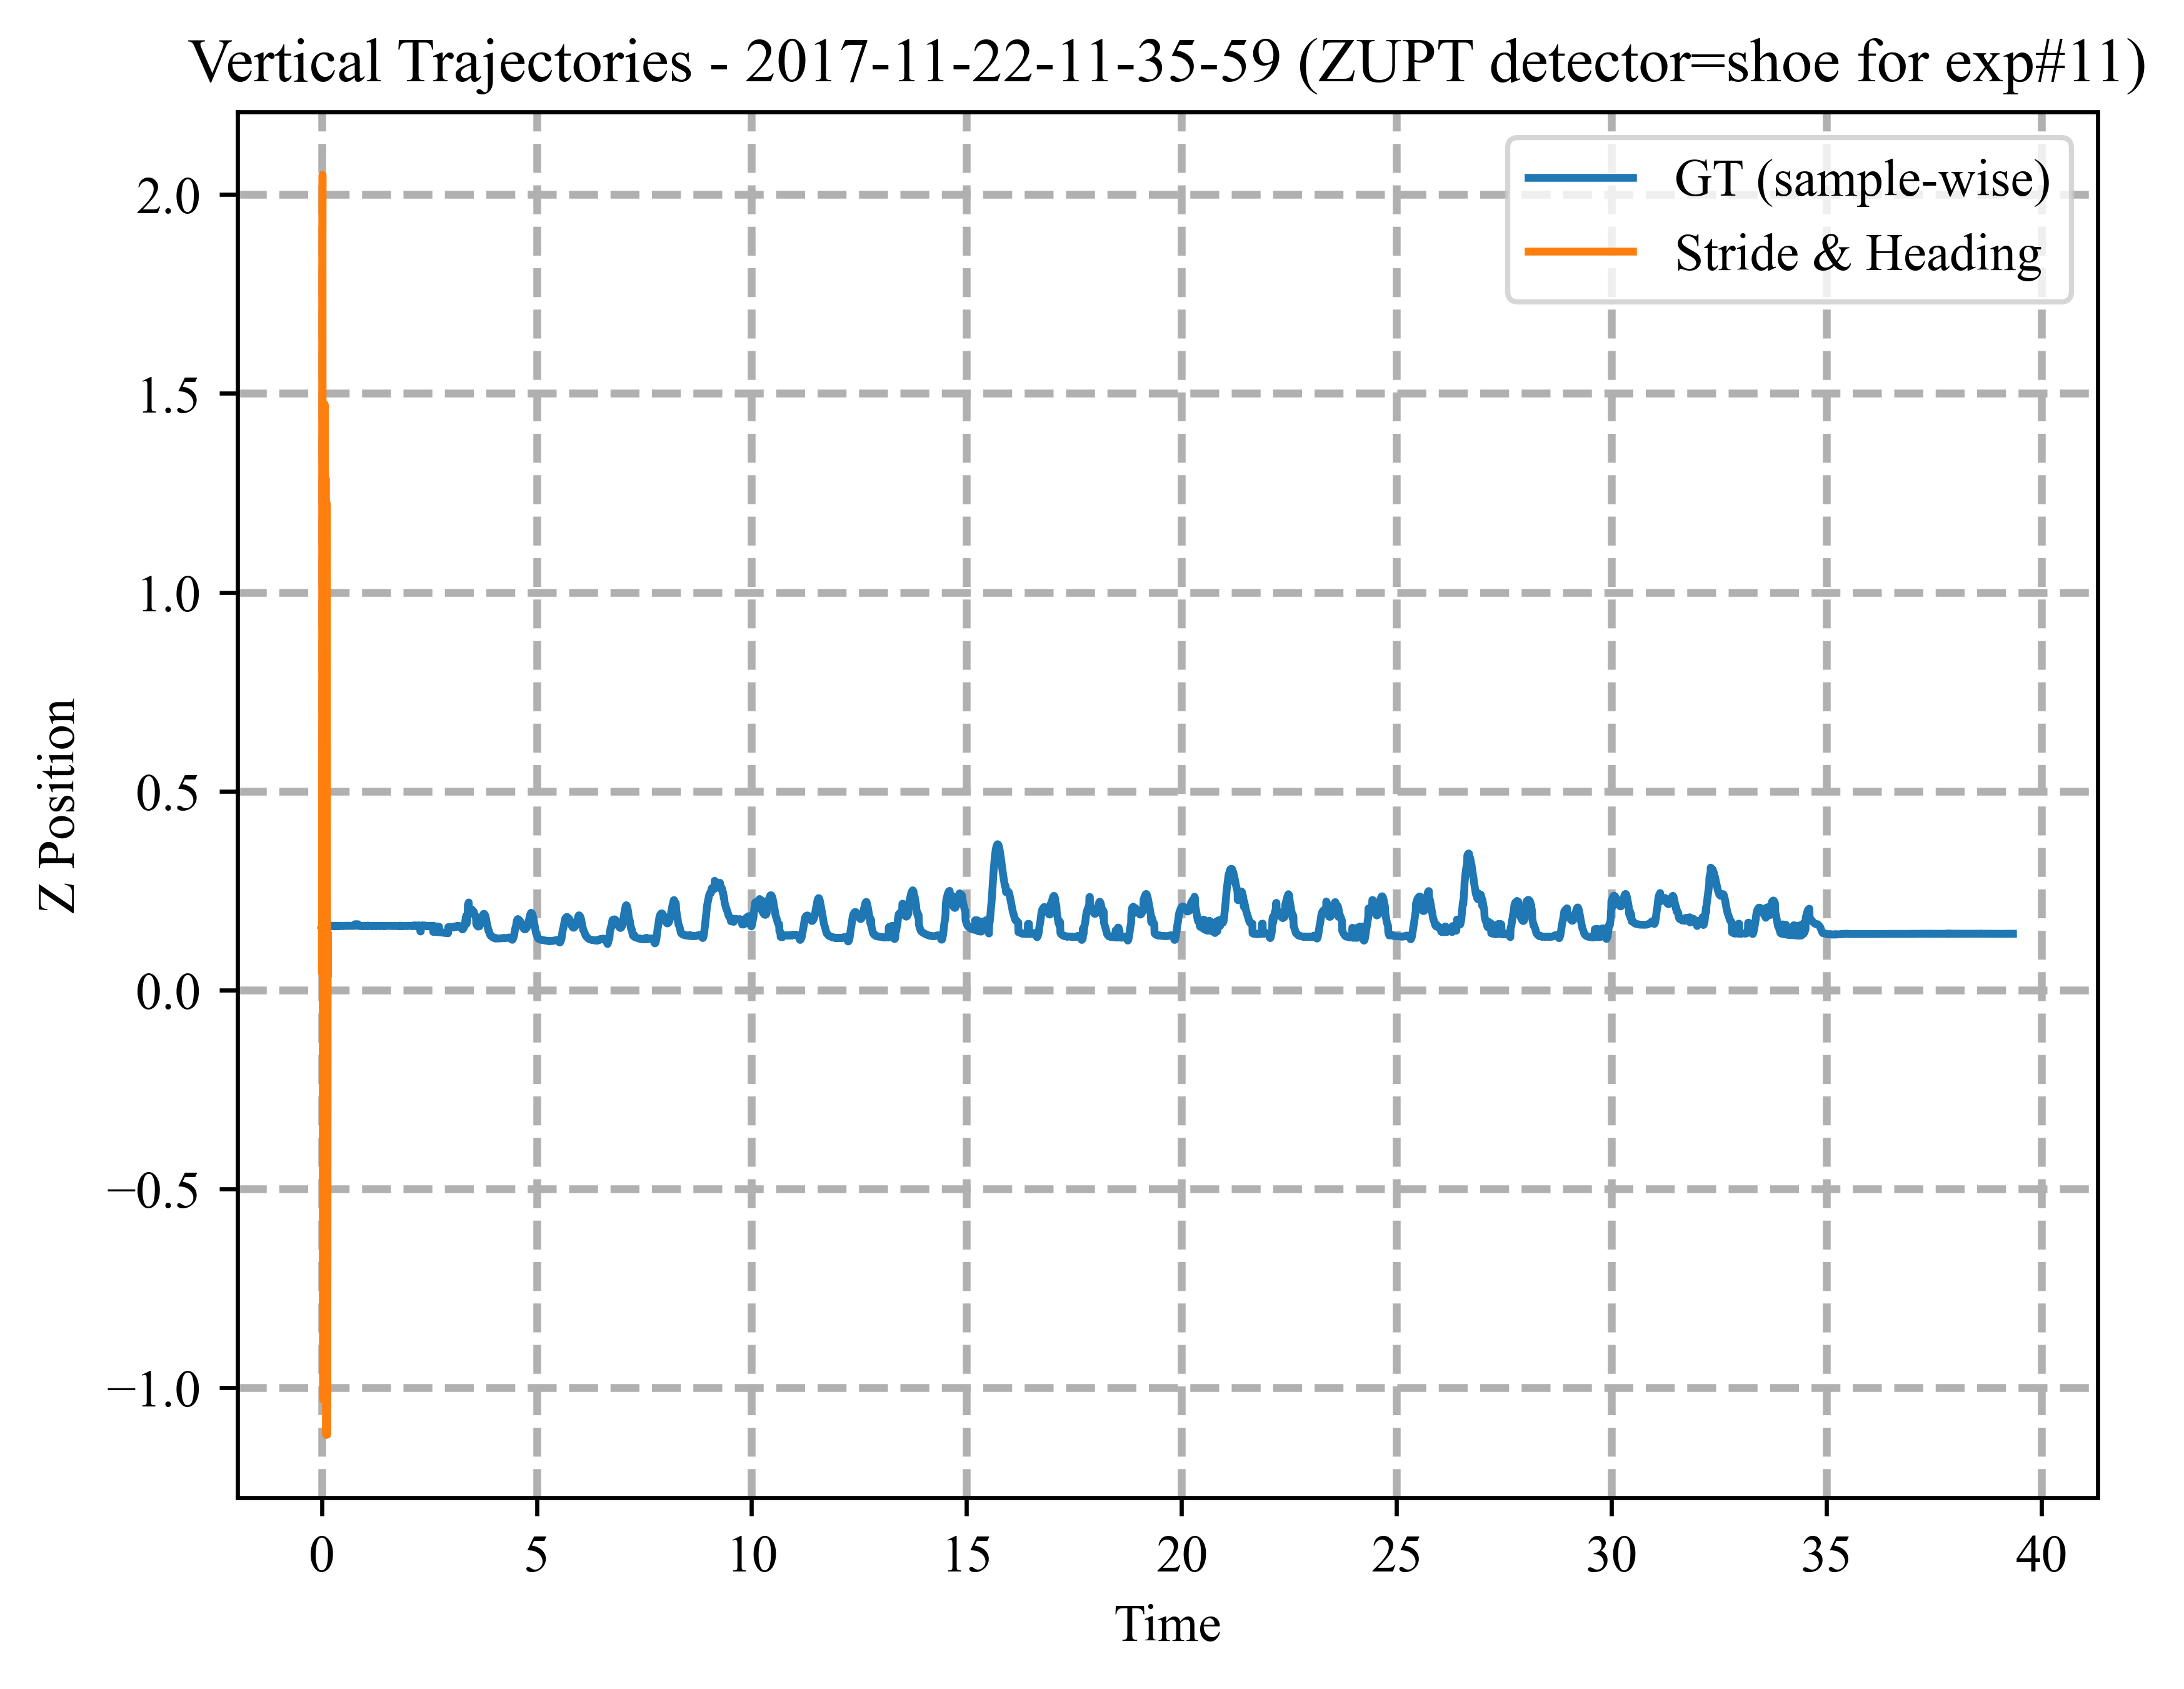 Vertical Trajectories - 2017-11-22-11-35-59 (ZUPT detector=shoe for exp#11)
GT (sample-wise)
Stride & Heading
2.0
1.5
1.0
0.5
0.0
−0.5
−1.0
Z Position
0 5 10 15 20 25 30 35 40
Time